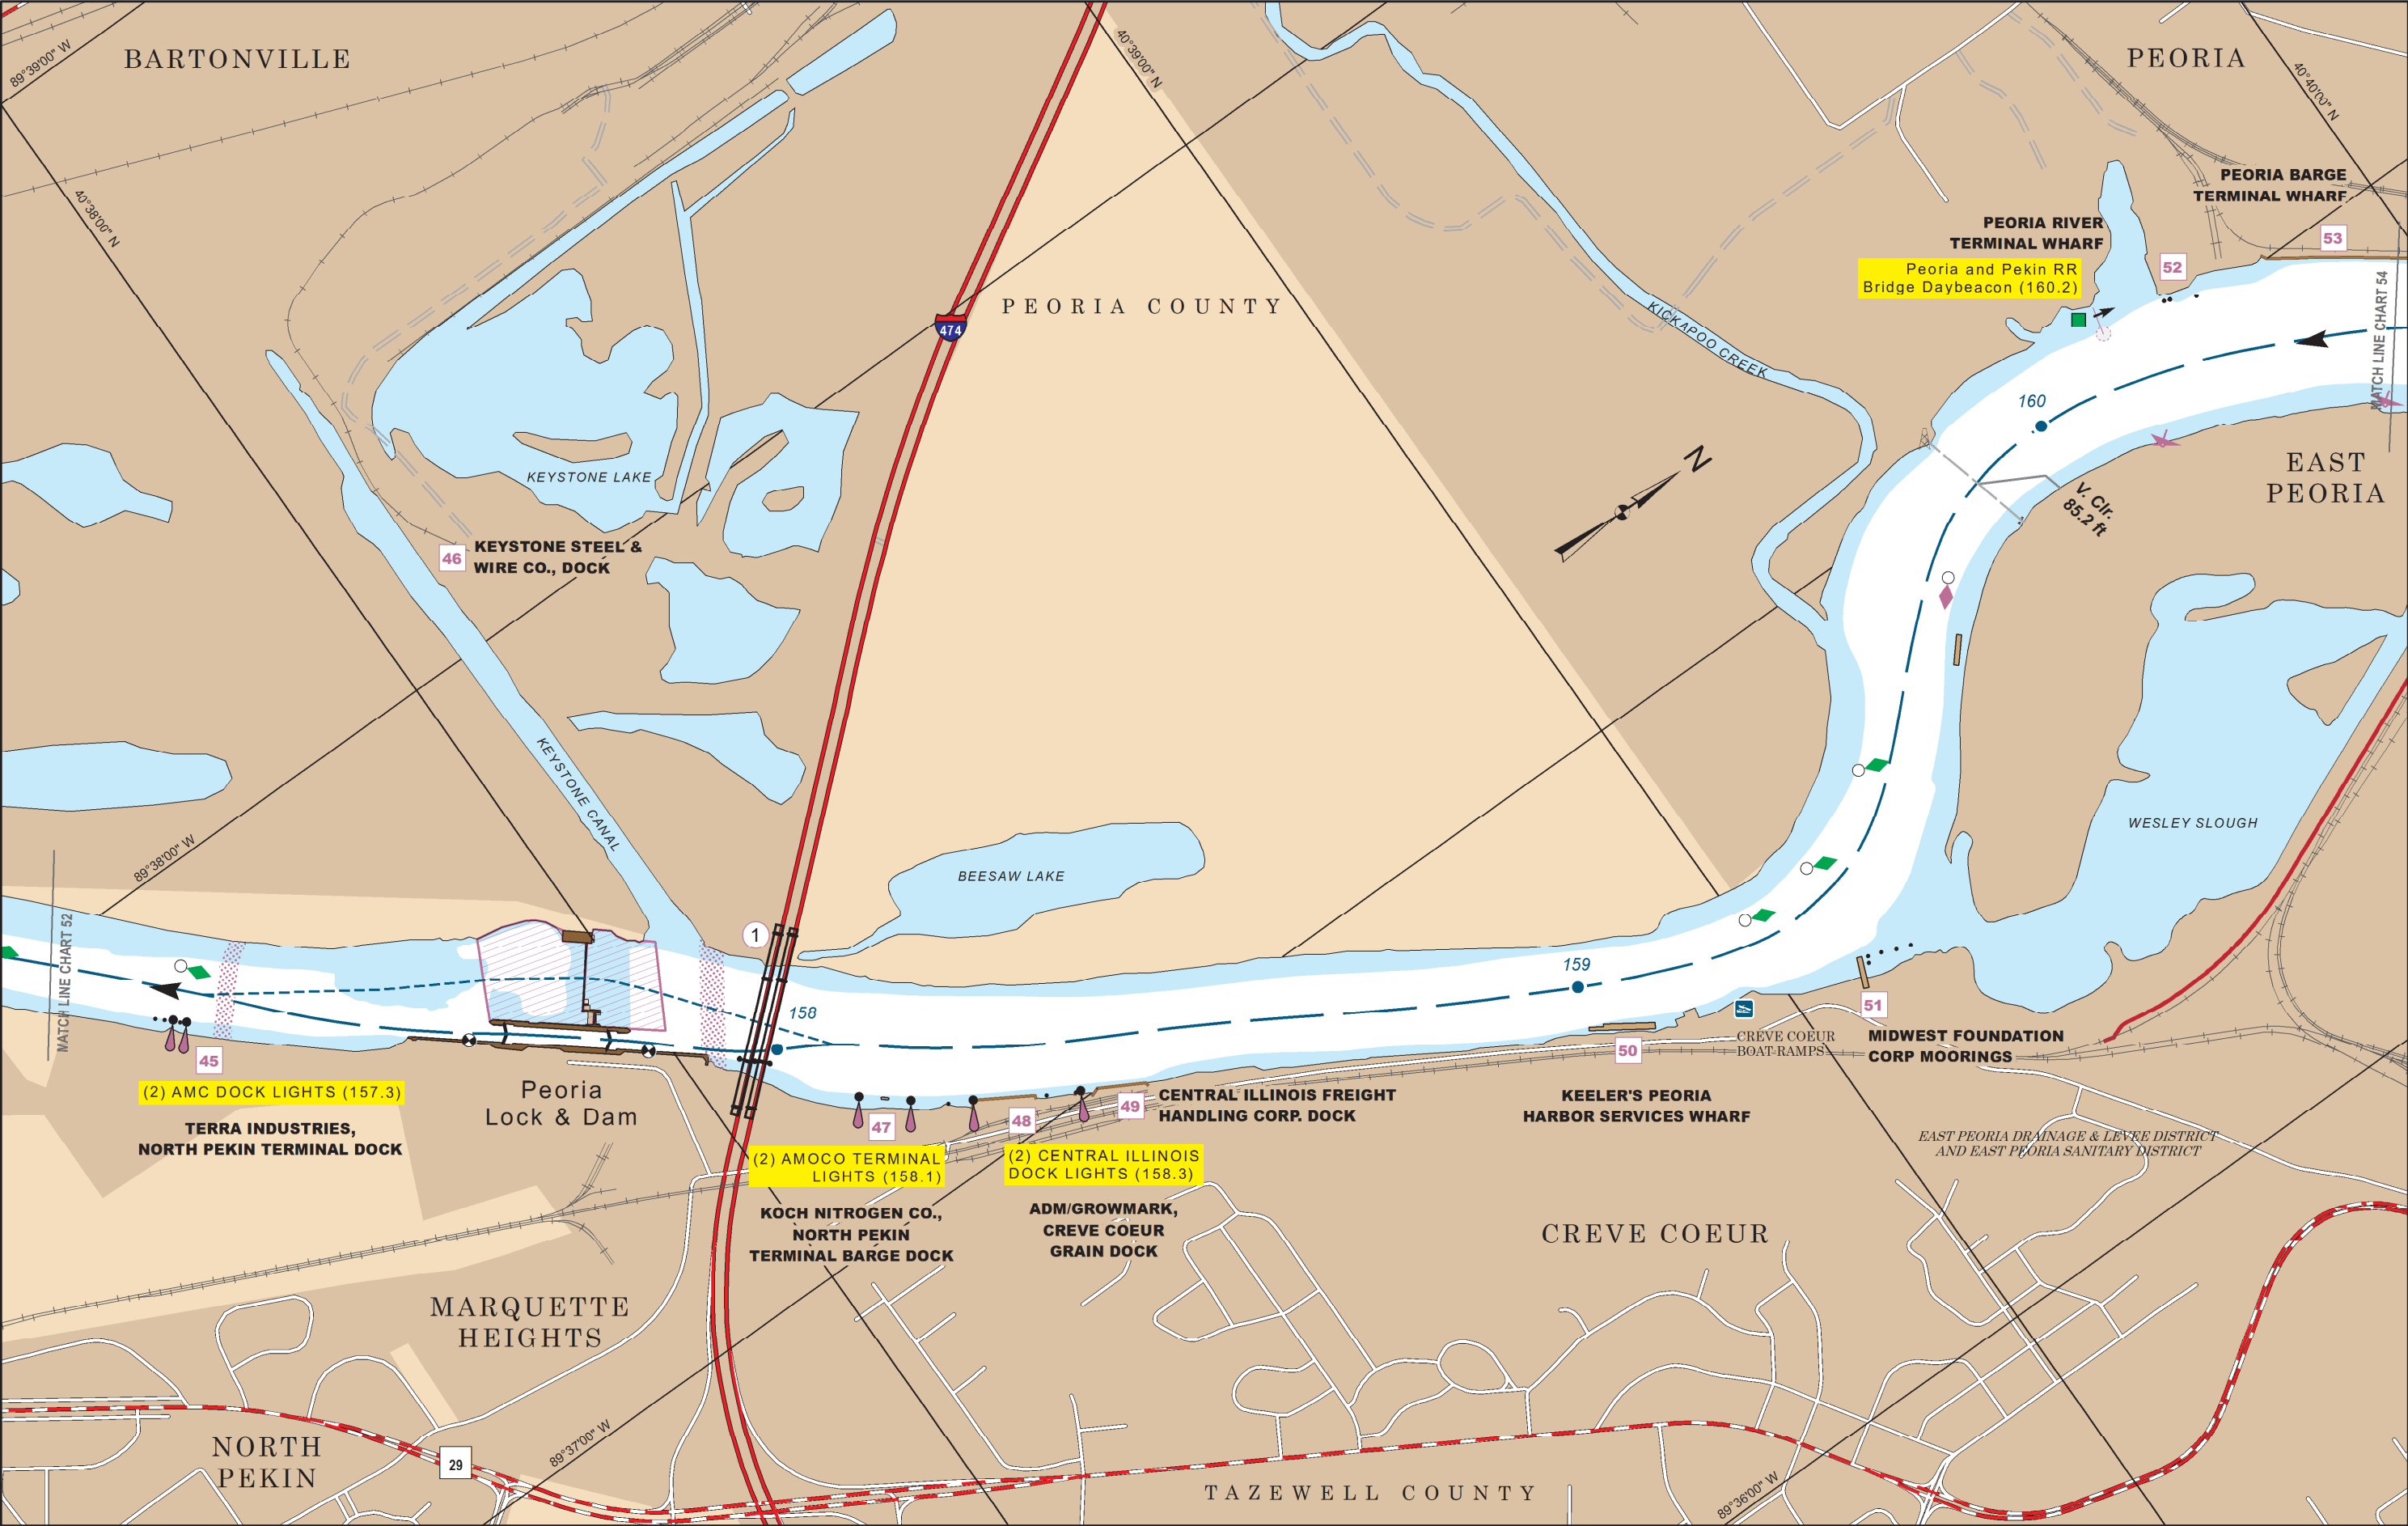 BARTONVILLE
PEORIA
89°39'00" W
40°39'00" N
40°40'00" N
40°38'00" N
PEORIA BARGE
TERMINAL WHARF
53
PEORIA RIVER
TERMINAL WHARF
52
Peoria and Pekin RR
Bridge Daybeacon (160.2)
MATCH LINE CHART 54
PEORIA COUNTY
474
KICKAPOO CREEK
160
EAST
PEORIA
V. Clr.
85.2 ft
N
KEYSTONE LAKE
46
KEYSTONE STEEL &
WIRE CO., DOCK
KEYSTONE CANAL
WESLEY SLOUGH
89°38'00" W
BEESAW LAKE
MATCH LINE CHART 52
1
158
159
51
MIDWEST FOUNDATION
CORP MOORINGS
CREVE COEUR
BOAT RAMPS
50
45
(2) AMC DOCK LIGHTS (157.3)
TERRA INDUSTRIES,
NORTH PEKIN TERMINAL DOCK
Peoria
Lock & Dam
47
48
49
CENTRAL ILLINOIS FREIGHT
HANDLING CORP. DOCK
KEELER'S PEORIA
HARBOR SERVICES WHARF
(2) AMOCO TERMINAL
LIGHTS (158.1)
(2) CENTRAL ILLINOIS
DOCK LIGHTS (158.3)
EAST PEORIA DRAINAGE & LEVEE DISTRICT
AND EAST PEORIA SANITARY DISTRICT
KOCH NITROGEN CO.,
NORTH PEKIN
TERMINAL BARGE DOCK
ADM/GROWMARK,
CREVE COEUR
GRAIN DOCK
CREVE COEUR
MARQUETTE
HEIGHTS
NORTH
PEKIN
29
89°37'00" W
TAZEWELL COUNTY
89°36'00" W